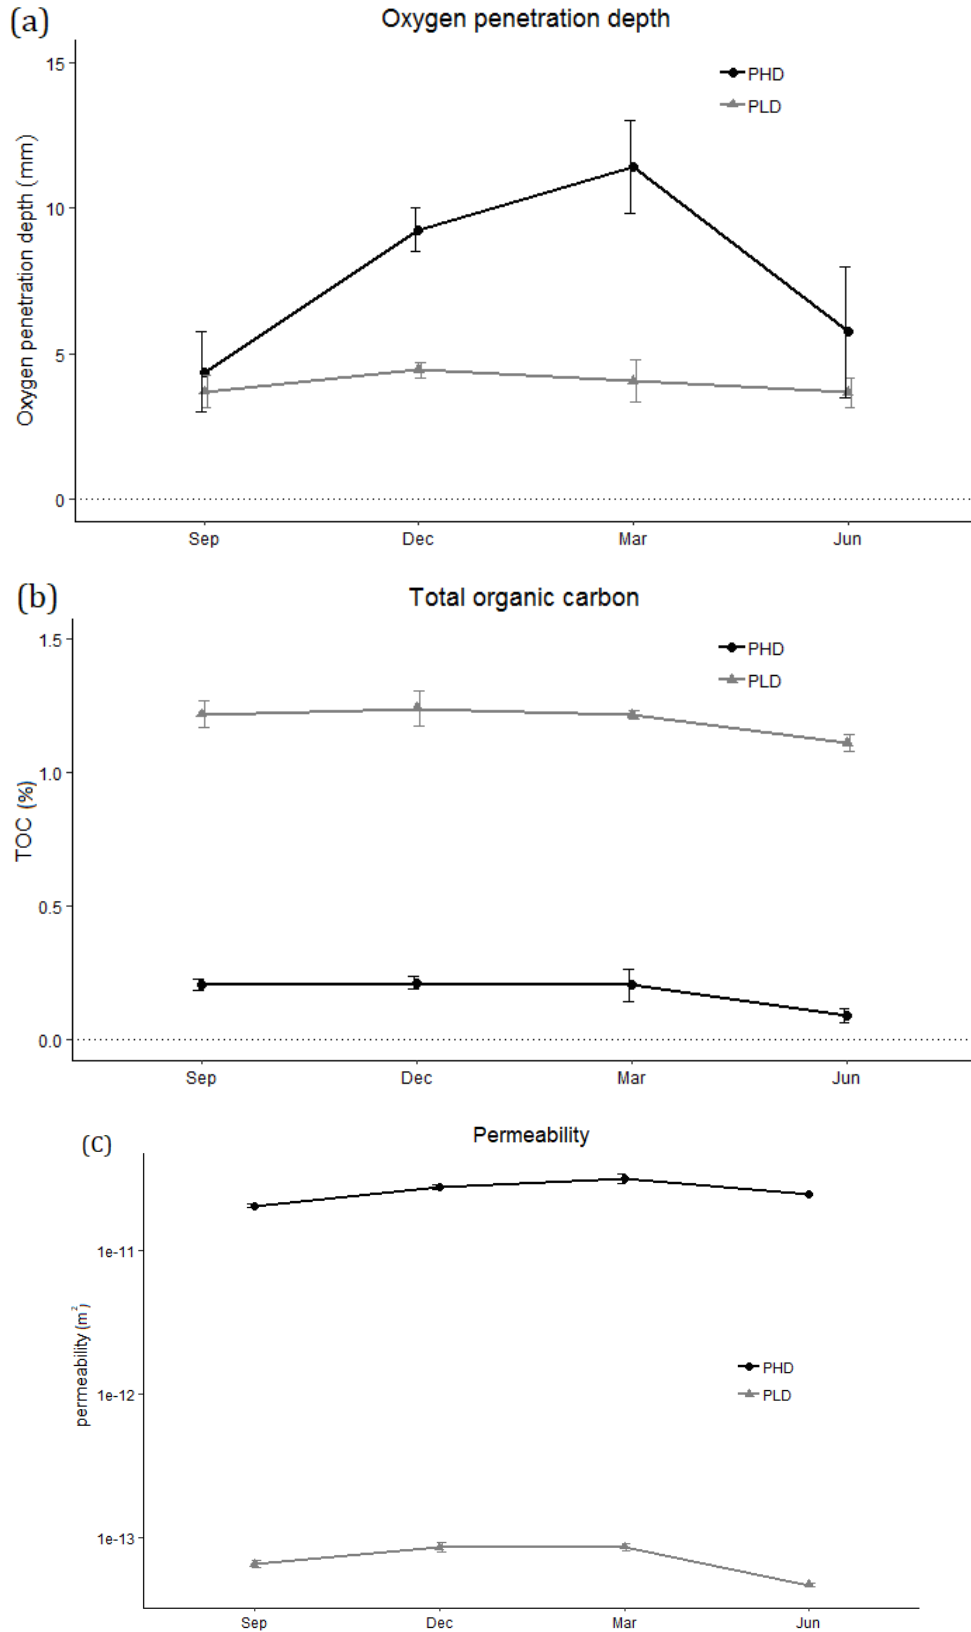 (a)
Oxygen penetration depth
Oxygen penetration depth (mm)
15
10
5
0
PHD
PLD
Sep Dec Mar Jun
(b)
Total organic carbon
TOC (%)
1.5
1.0
0.5
0.0
PHD
PLD
Sep Dec Mar Jun
(c)
Permeability
permeability (m²)
1e-11
1e-12
1e-13
PHD
PLD
Sep Dec Mar Jun